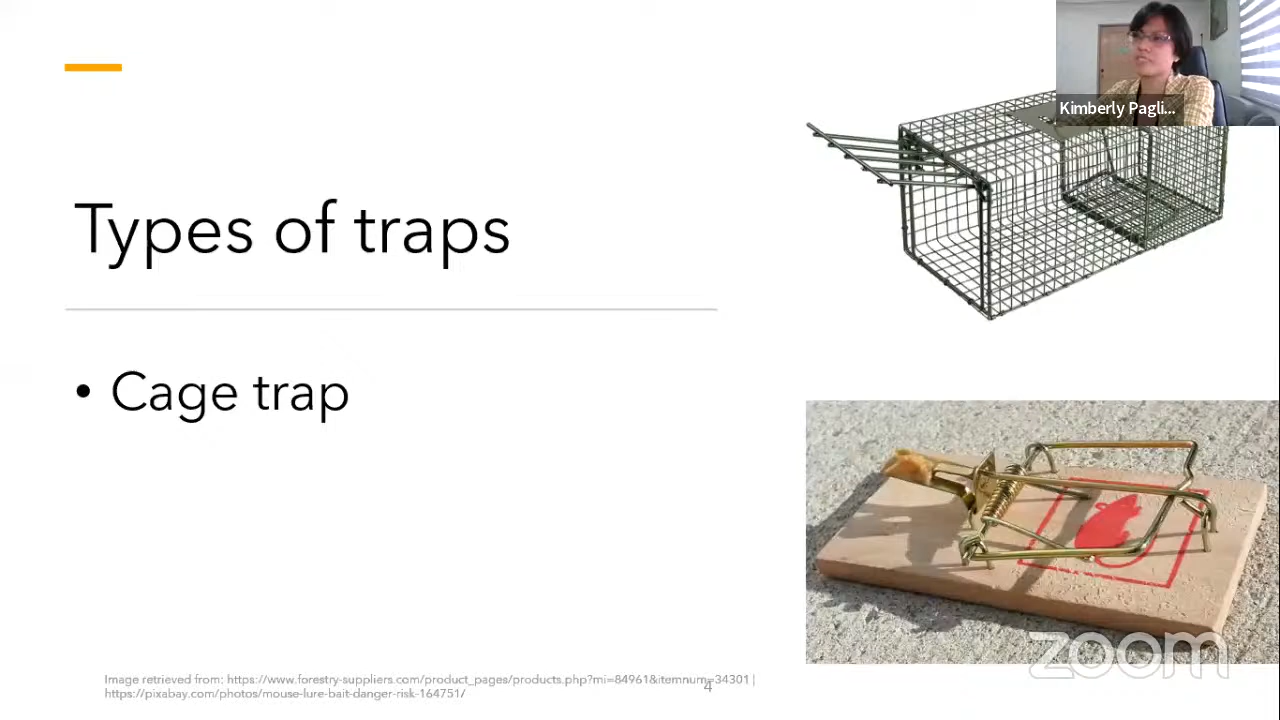 Kimberly Pagli...
Types of traps
• Cage trap
zoom
Image retrieved from: https://www.forestry-suppliers.com/product_pages/products.php?mi=84961&itemnum=34301 |
https://pixabay.com/photos/mouse-lure-bait-danger-risk-164751/
4